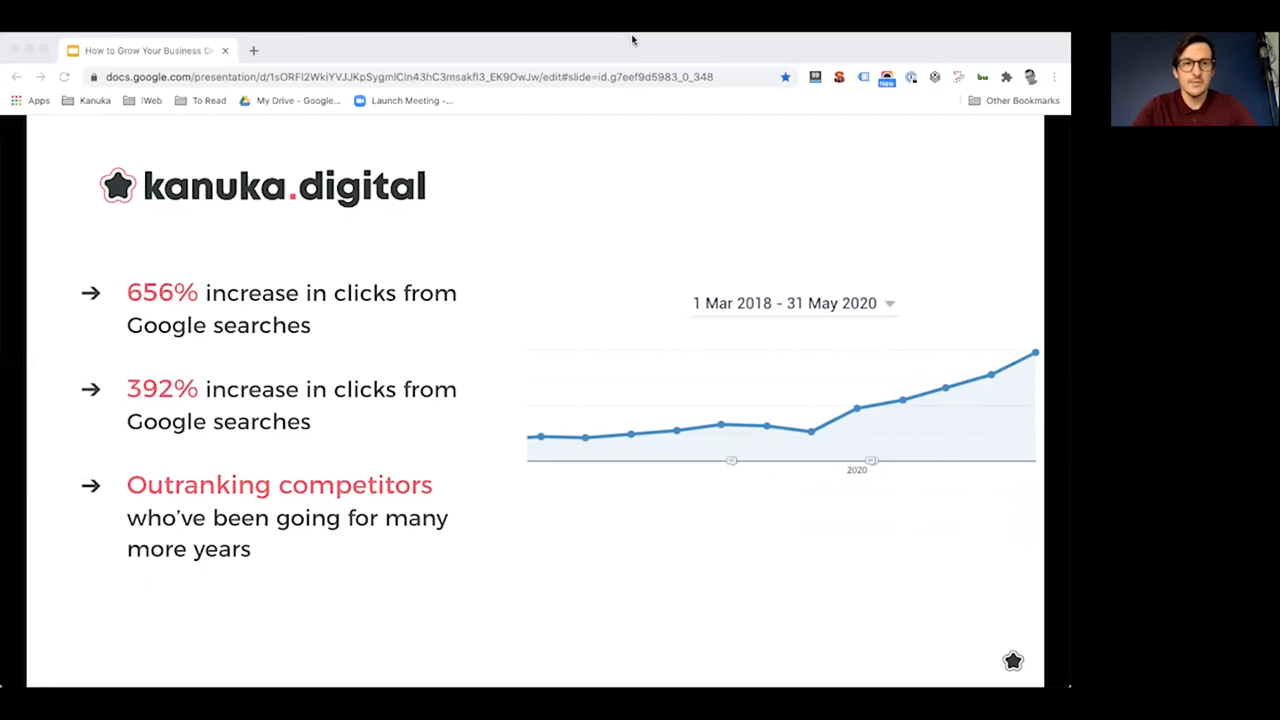 How to Grow Your Business O
docs.google.com/presentation/d/1sORFI2WkiYVJJKpSygmICln43hC3msakfI3_EK9OwJw/edit#slide=id.g7eef9d5983_0_348
New
Apps
Kanuka
iWeb
To Read
My Drive - Google...
Launch Meeting -...
Other Bookmarks
kanuka.digital
➔ 656% increase in clicks from
Google searches
➔ 392% increase in clicks from
Google searches
➔ Outranking competitors
who've been going for many
more years
1 Mar 2018 - 31 May 2020
2020